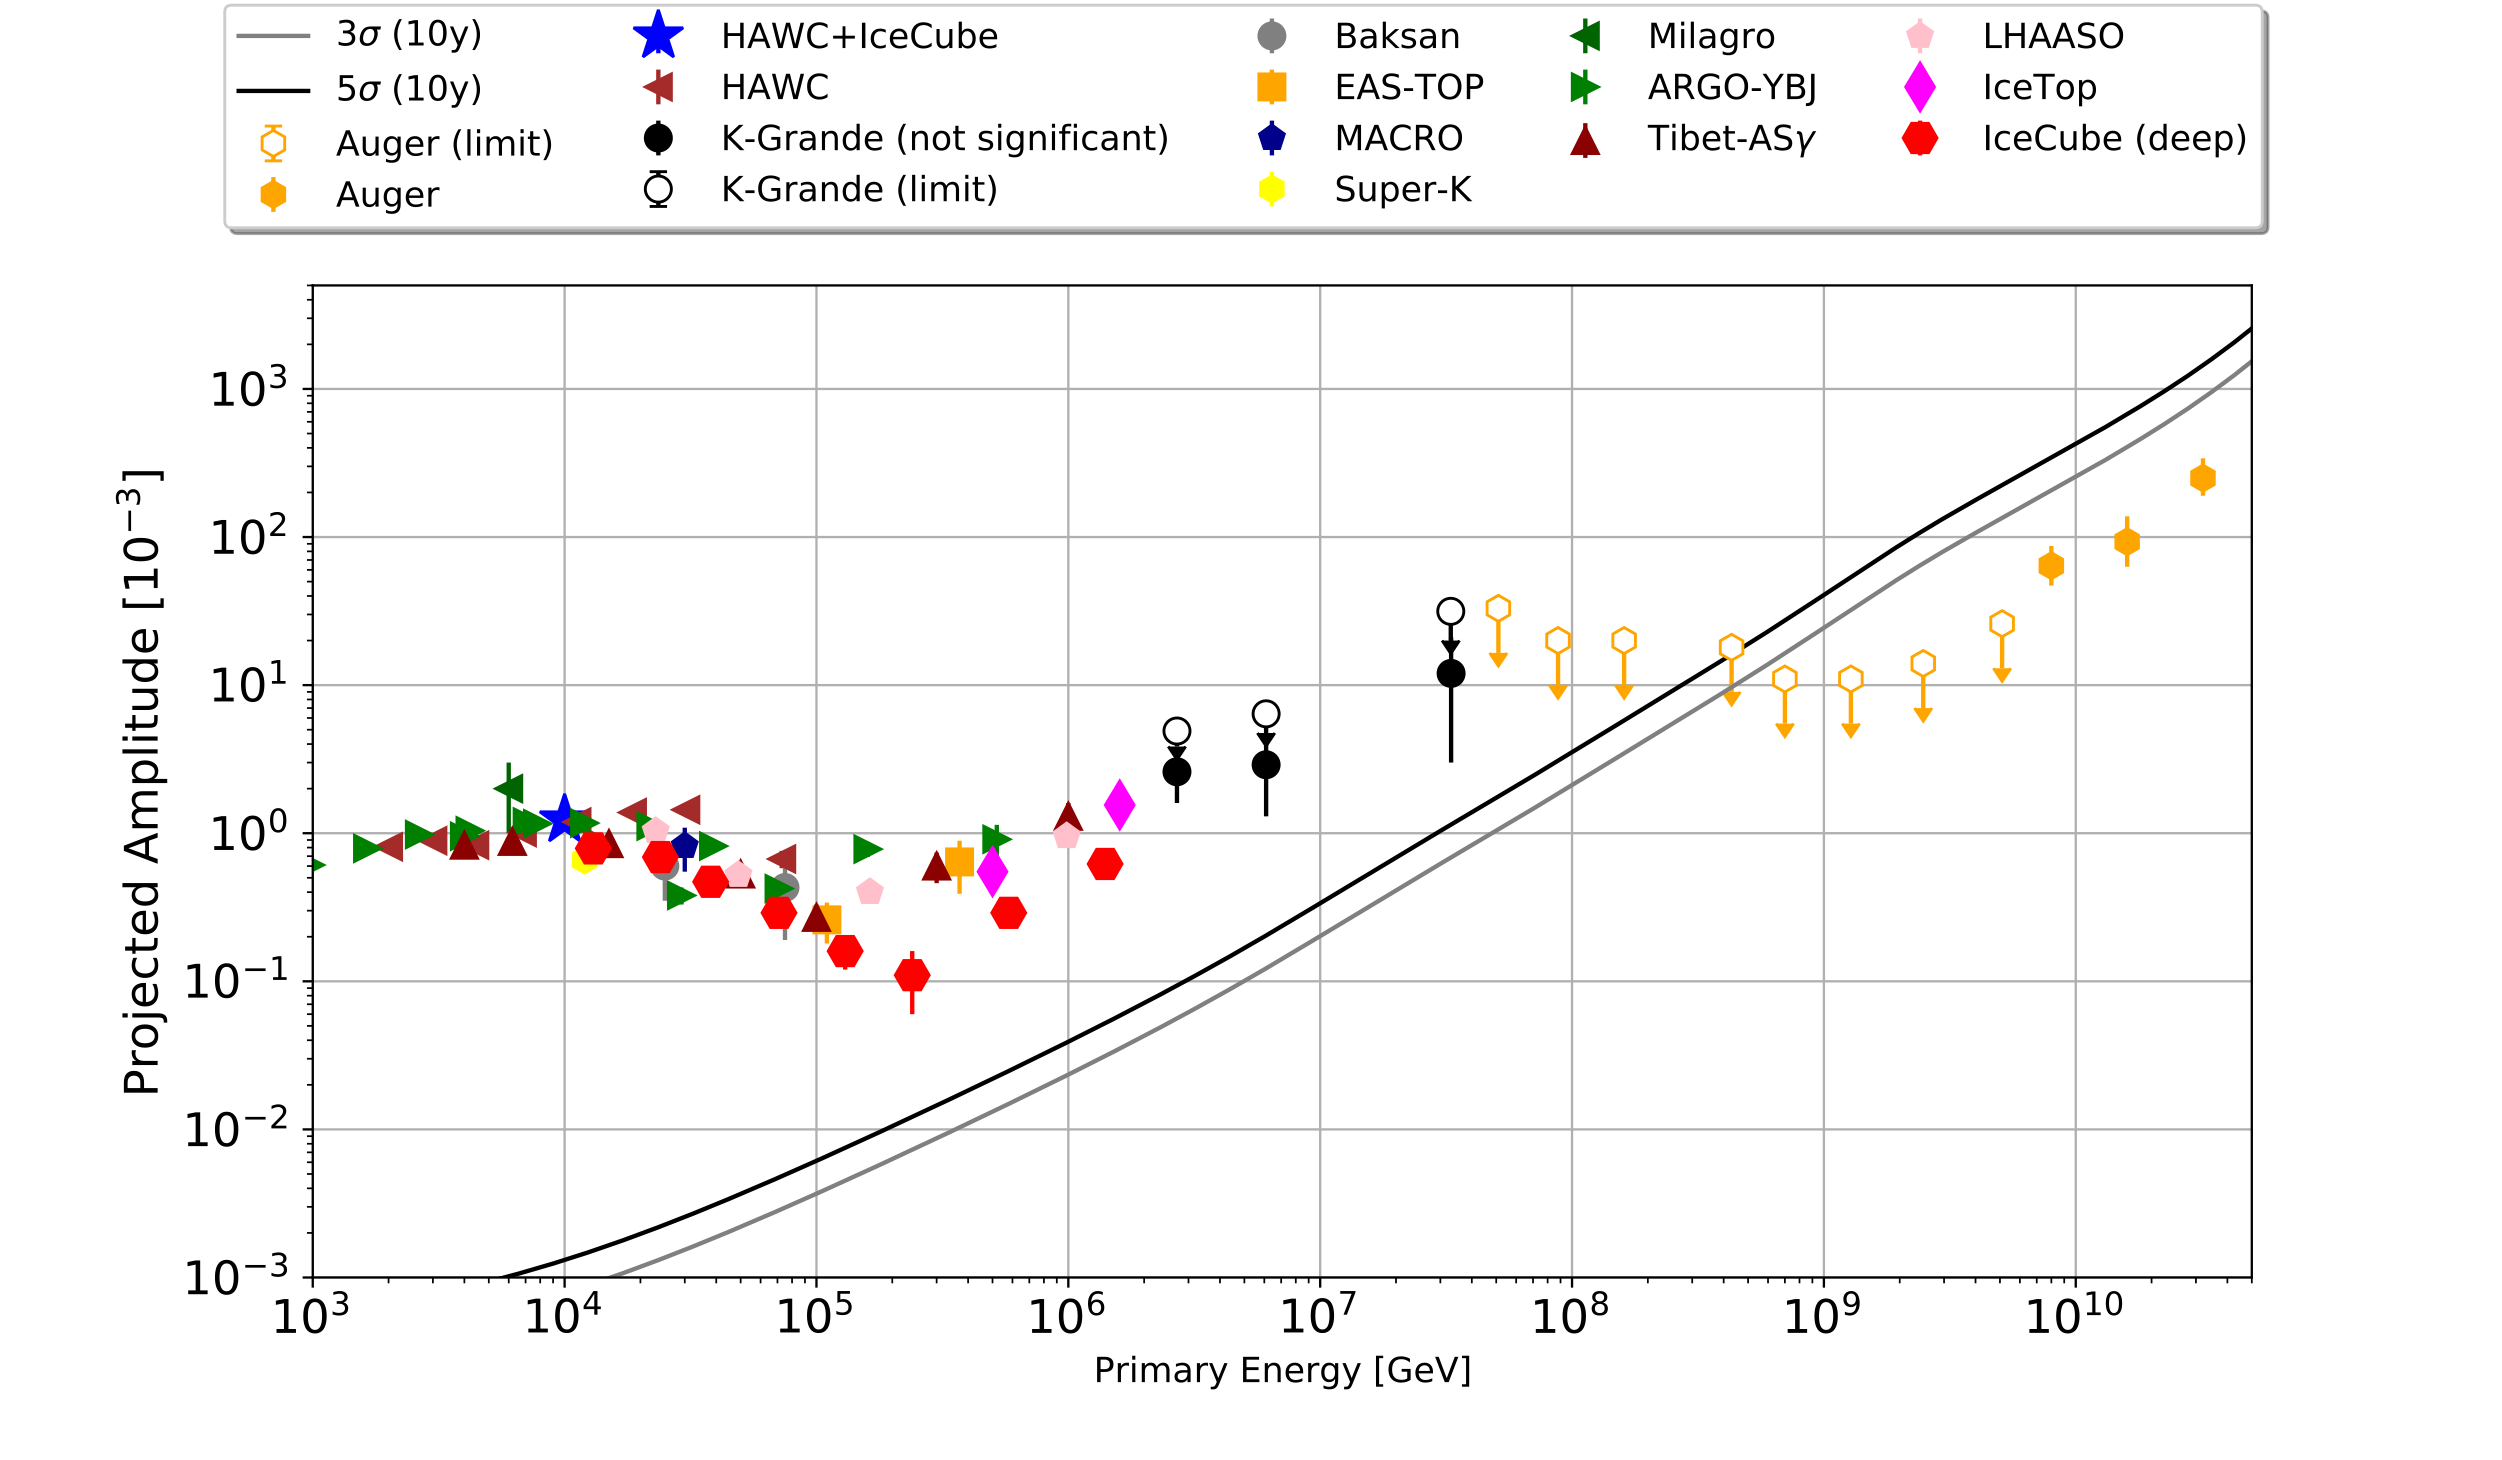 3σ (10y)
5σ (10y)
Auger (limit)
Auger
HAWC+IceCube
HAWC
K-Grande (not significant)
K-Grande (limit)
Baksan
EAS-TOP
MACRO
Super-K
Milagro
ARGO-YBJ
Tibet-ASγ
LHAASO
IceTop
IceCube (deep)
Projected Amplitude [10⁻³]
10³
10²
10¹
10⁰
10⁻¹
10⁻²
10⁻³
10³ 10⁴ 10⁵ 10⁶ 10⁷ 10⁸ 10⁹ 10¹⁰
Primary Energy [GeV]